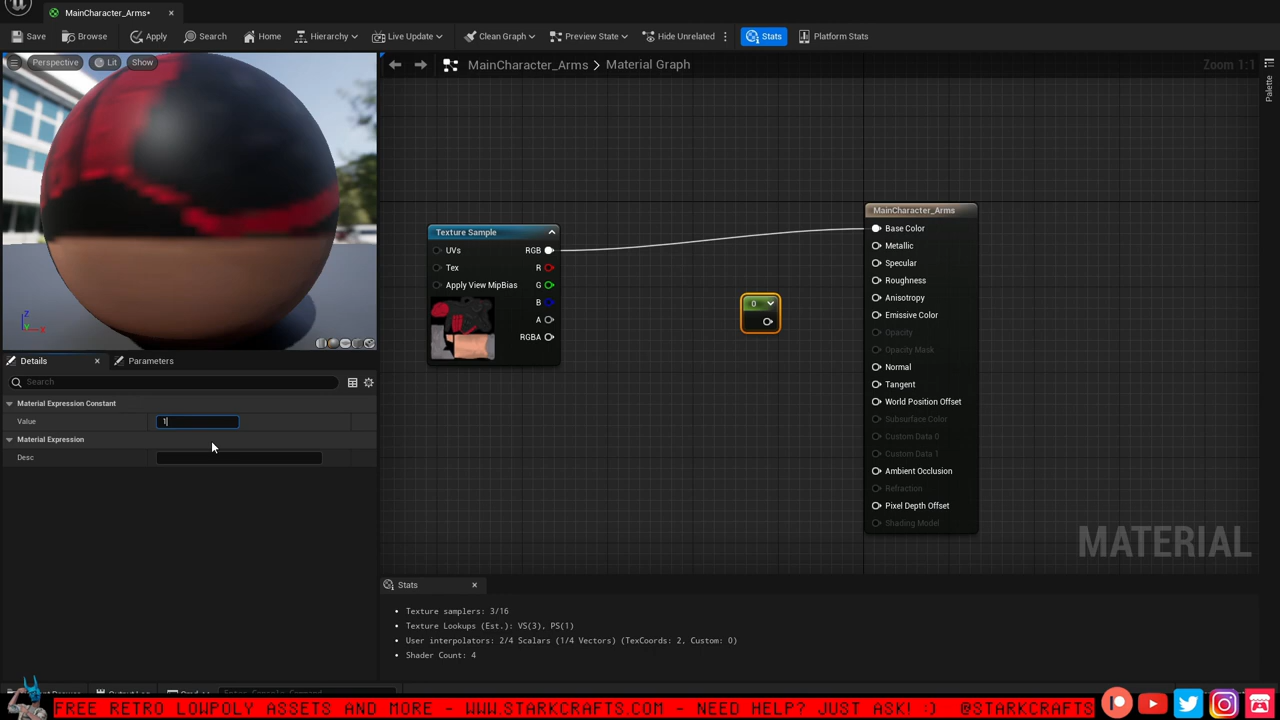 MainCharacter_Arms•
Save
Browse
Apply
Search
Home
Hierarchy
Live Update
Clean Graph
Preview State
Hide Unrelated
Stats
Platform Stats
Perspective
Lit
Show
MainCharacter_Arms > Material Graph
Zoom 1:1
Palette
Texture Sample
UVs
RGB
Tex
R
Apply View MipBias
G
B
A
RGBA
0
MainCharacter_Arms
Base Color
Metallic
Specular
Roughness
Anisotropy
Emissive Color
Opacity
Opacity Mask
Normal
Tangent
World Position Offset
Subsurface Color
Custom Data 0
Custom Data 1
Ambient Occlusion
Refraction
Pixel Depth Offset
Shading Model
MATERIAL
Z
X
Details
Parameters
Search
Material Expression Constant
Value
1
Material Expression
Desc
Stats
• Texture samplers: 3/16
• Texture Lookups (Est.): VS(3), PS(1)
• User interpolators: 2/4 Scalars (1/4 Vectors) (TexCoords: 2, Custom: 0)
• Shader Count: 4
FREE RETRO LOWPOLY ASSETS AND MORE - WWW.STARKCRAFTS.COM - NEED HELP? JUST ASK! :) @STARKCRAFTS